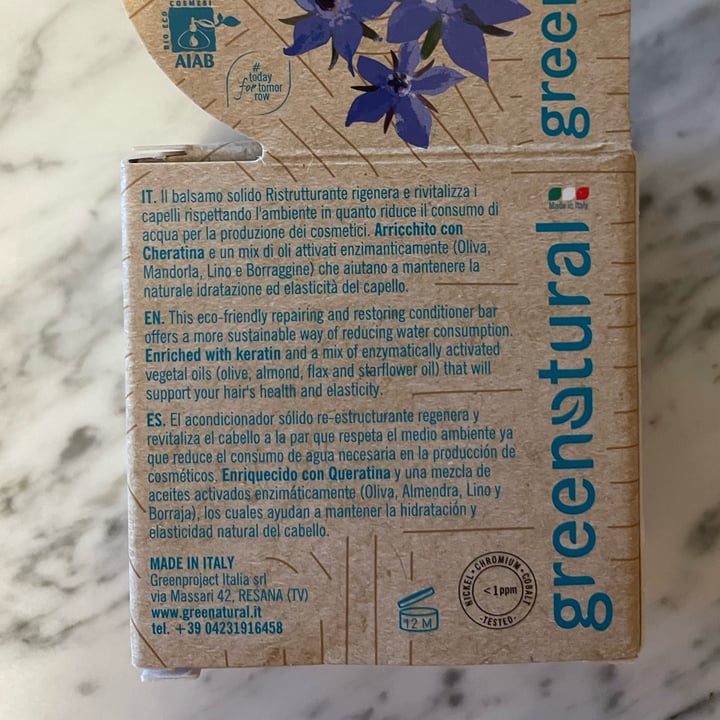 COSMESI
BIO ECO
AIAB
#
today
for tomor
row
green
IT. Il balsamo solido Ristrutturante rigenera e rivitalizza i
capelli rispettando l'ambiente in quanto riduce il consumo di
acqua per la produzione dei cosmetici. Arricchito con
Cheratina e un mix di oli attivati enzimanticamente (Oliva,
Mandorla, Lino e Borraggine) che aiutano a mantenere la
naturale idratazione ed elasticità del capello.
EN. This eco-friendly repairing and restoring conditioner bar
offers a more sustainable way of reducing water consumption.
Enriched with keratin and a mix of enzymatically activated
vegetal oils (olive, almond, flax and starflower oil) that will
support your hair's health and elasticity.
ES. El acondicionador sólido re-estructurante regenera y
revitaliza el cabello a la par que respeta el medio ambiente ya
que reduce el consumo de agua necesaria en la producción de
cosméticos. Enriquecido con Queratina y una mezcla de
aceites activados enzimáticamente (Oliva, Almendra, Lino y
Borraja), los cuales ayudan a mantener la hidratación y
elasticidad natural del cabello.
MADE IN ITALY
Greenproject Italia srl
via Massari 42, RESANA (TV)
www.greenatural.it
tel. +39 04231916458
12 M
NICKEL • CHROMIUM • COBALT
< 1 ppm
- TESTED -
Made in Italy
greenatural